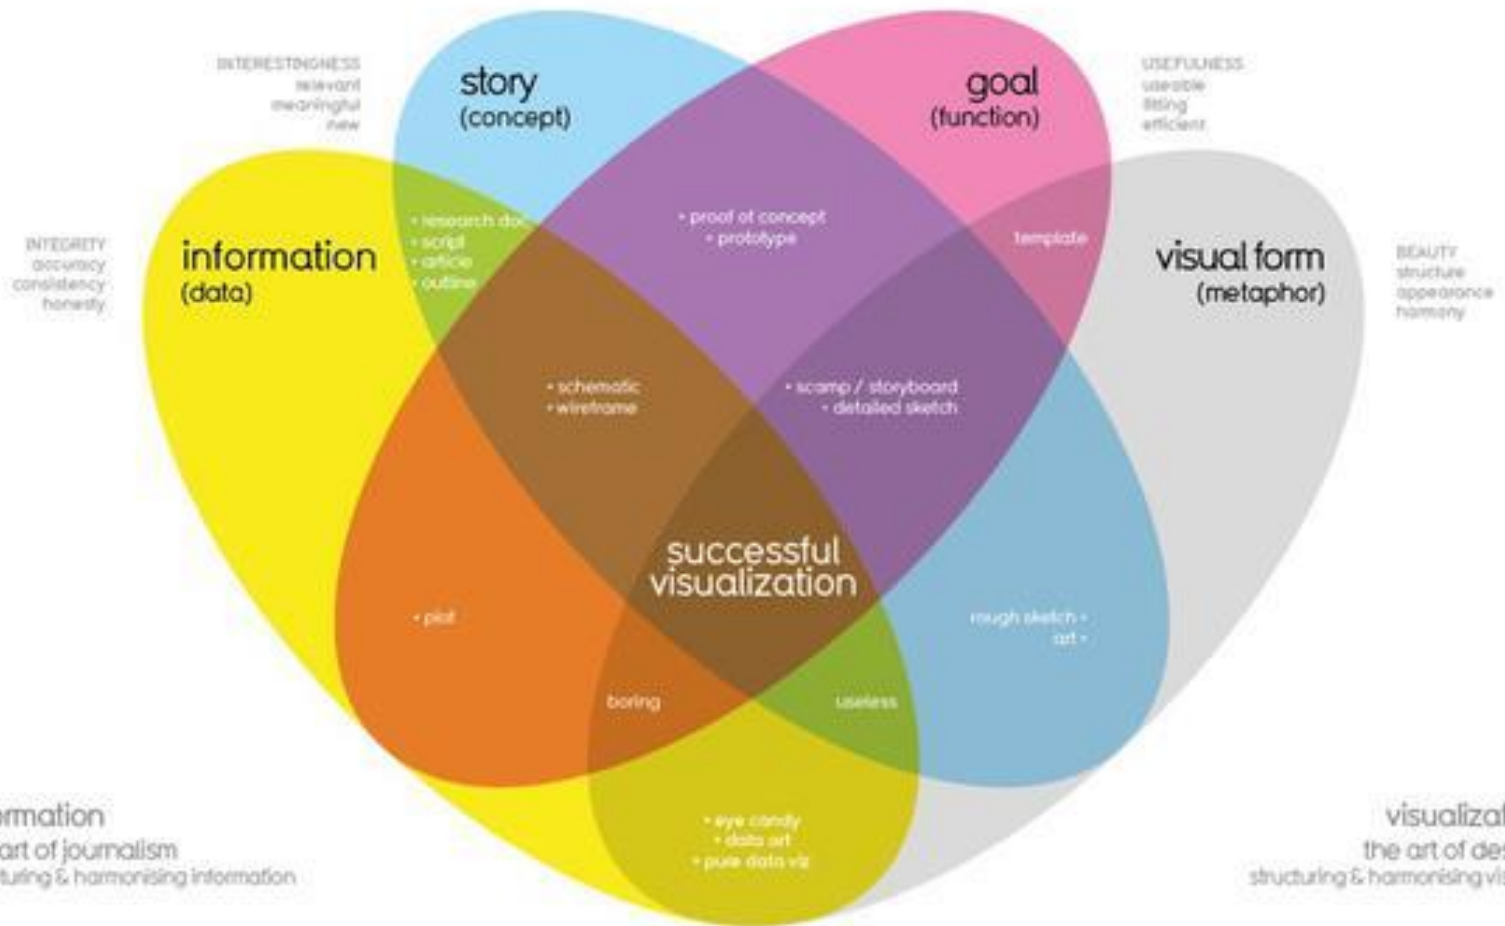 INTERESTINGNESS
relevant
meaningful
new
story
(concept)
goal
(function)
USEFULNESS
useable
fitting
efficient
INTEGRITY
accuracy
consistency
honesty
information
(data)
• research doc
• script
• article
• outline
• proof of concept
• prototype
template
visual form
(metaphor)
BEAUTY
structure
appearance
harmony
• schematic
• wireframe
• scamp / storyboard
• detailed sketch
successful
visualization
• plot
rough sketch •
art •
boring
useless
• eye candy
• data art
• pure data viz
rmation
art of journalism
turing & harmonising information
visualizat
the art of des
structuring & harmonising vis